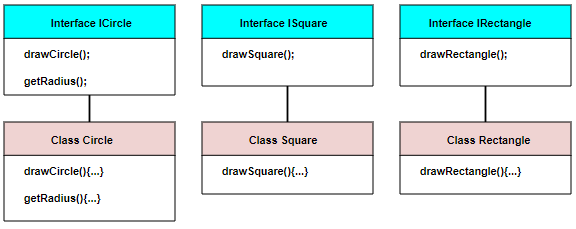 Interface ICircle
drawCircle();
getRadius();
Class Circle
drawCircle(){...}
getRadius(){...}
Interface ISquare
drawSquare();
Class Square
drawSquare(){...}
Interface IRectangle
drawRectangle();
Class Rectangle
drawRectangle(){...}